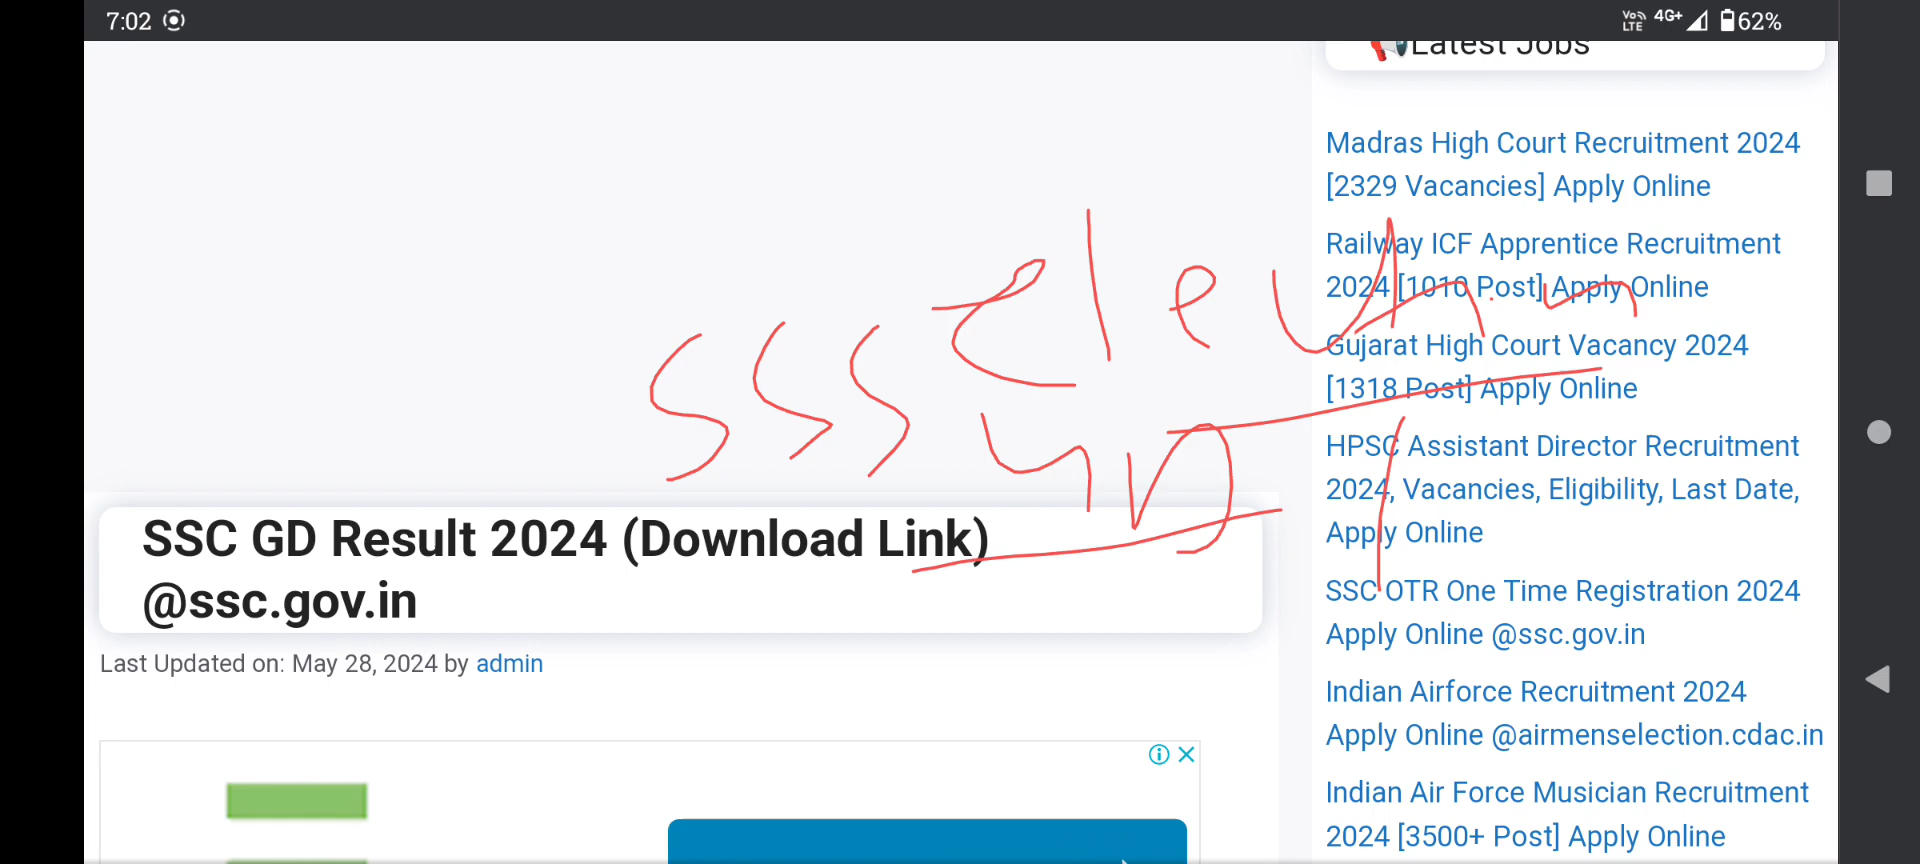 7:02
Vo LTE 4G+ 62%
SSC GD Result 2024 (Download Link)
@ssc.gov.in
Last Updated on: May 28, 2024 by admin
Latest Jobs
Madras High Court Recruitment 2024
[2329 Vacancies] Apply Online
Railway ICF Apprentice Recruitment
2024 [1010 Post] Apply Online
Gujarat High Court Vacancy 2024
[1318 Post] Apply Online
HPSC Assistant Director Recruitment
2024, Vacancies, Eligibility, Last Date,
Apply Online
SSC OTR One Time Registration 2024
Apply Online @ssc.gov.in
Indian Airforce Recruitment 2024
Apply Online @airmenselection.cdac.in
Indian Air Force Musician Recruitment
2024 [3500+ Post] Apply Online